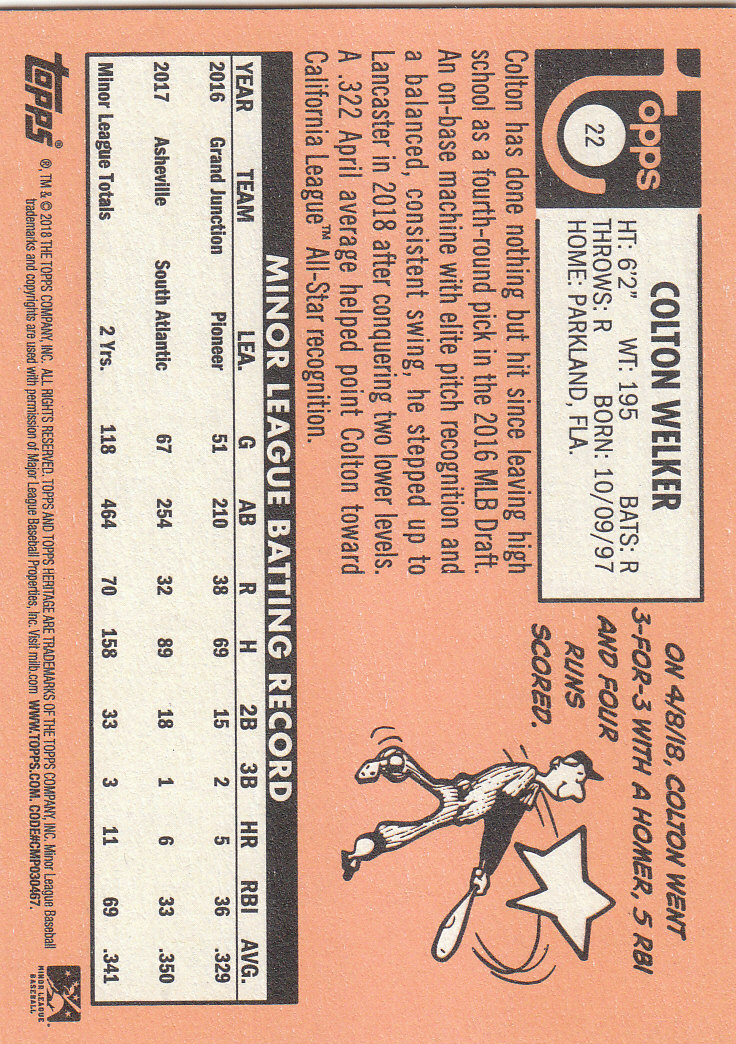 topps
22
COLTON WELKER
HT: 6'2" WT: 195 BATS: R
THROWS: R BORN: 10/09/97
HOME: PARKLAND, FLA.
ON 4/8/18, COLTON WENT
3-FOR-3 WITH A HOMER, 5 RBI
AND FOUR
RUNS
SCORED.
Colton has done nothing but hit since leaving high
school as a fourth-round pick in the 2016 MLB Draft.
An on-base machine with elite pitch recognition and
a balanced, consistent swing, he stepped up to
Lancaster in 2018 after conquering two lower levels.
A .322 April average helped point Colton toward
California League™ All-Star recognition.
MINOR LEAGUE BATTING RECORD
YEAR TEAM LEA. G AB R H 2B 3B HR RBI AVG.
2016 Grand Junction Pioneer 51 210 38 69 15 2 5 36 .329
2017 Asheville South Atlantic 67 254 32 89 18 1 6 33 .350
Minor League Totals 2 Yrs. 118 464 70 158 33 3 11 69 .341
topps®
®, TM & © 2018 THE TOPPS COMPANY, INC. ALL RIGHTS RESERVED. TOPPS AND TOPPS HERITAGE ARE TRADEMARKS OF THE TOPPS COMPANY, INC. Minor League Baseball
trademarks and copyrights are used with permission of Major League Baseball Properties, Inc. Visit milb.com WWW.TOPPS.COM. CODE#CMP030467.
MINOR LEAGUE
BASEBALL